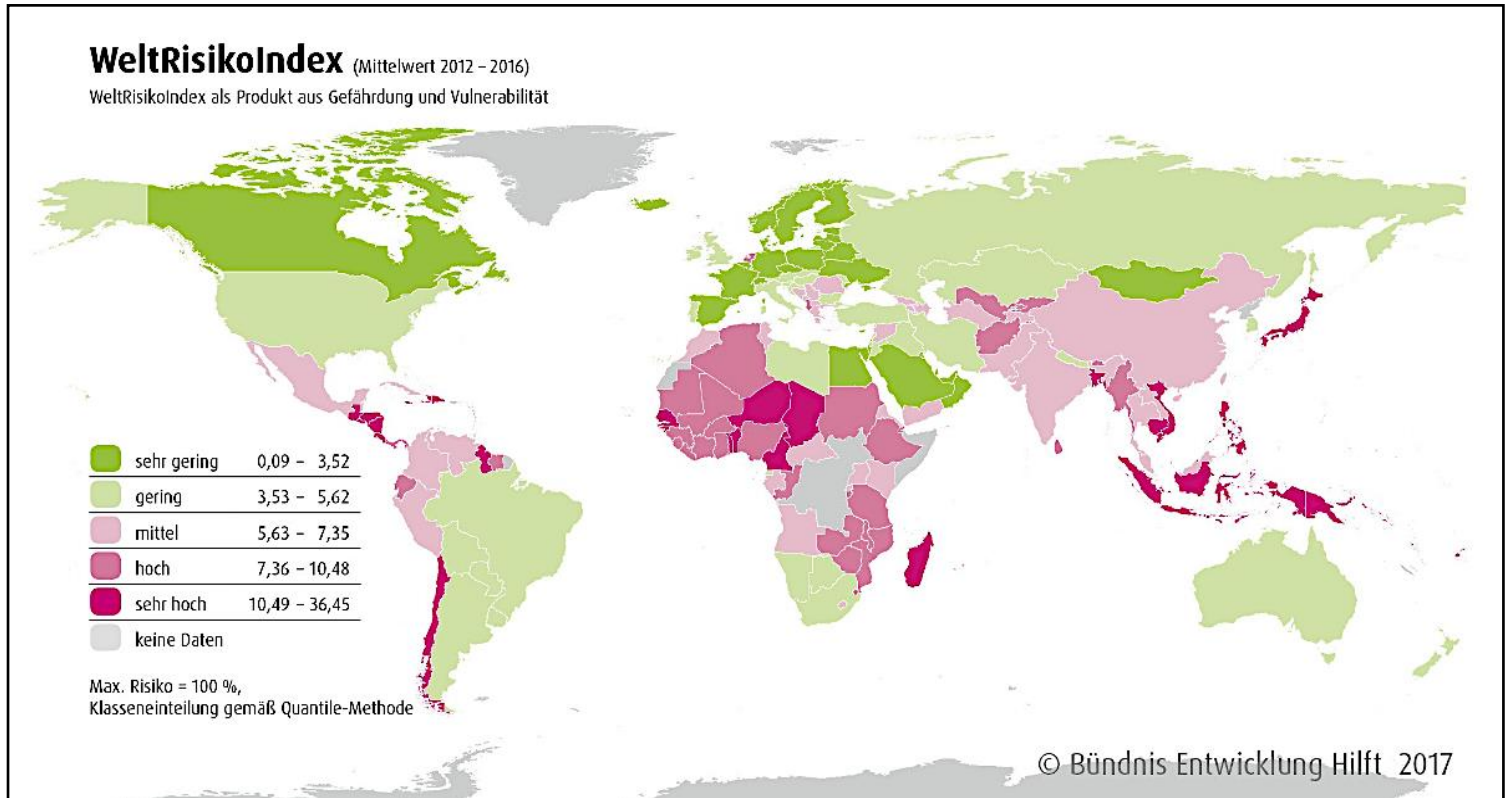 WeltRisikoIndex (Mittelwert 2012 – 2016)
WeltRisikoIndex als Produkt aus Gefährdung und Vulnerabilität
sehr gering 0,09 – 3,52
gering 3,53 – 5,62
mittel 5,63 – 7,35
hoch 7,36 – 10,48
sehr hoch 10,49 – 36,45
keine Daten
Max. Risiko = 100 %,
Klasseneinteilung gemäß Quantile-Methode
© Bündnis Entwicklung Hilft 2017